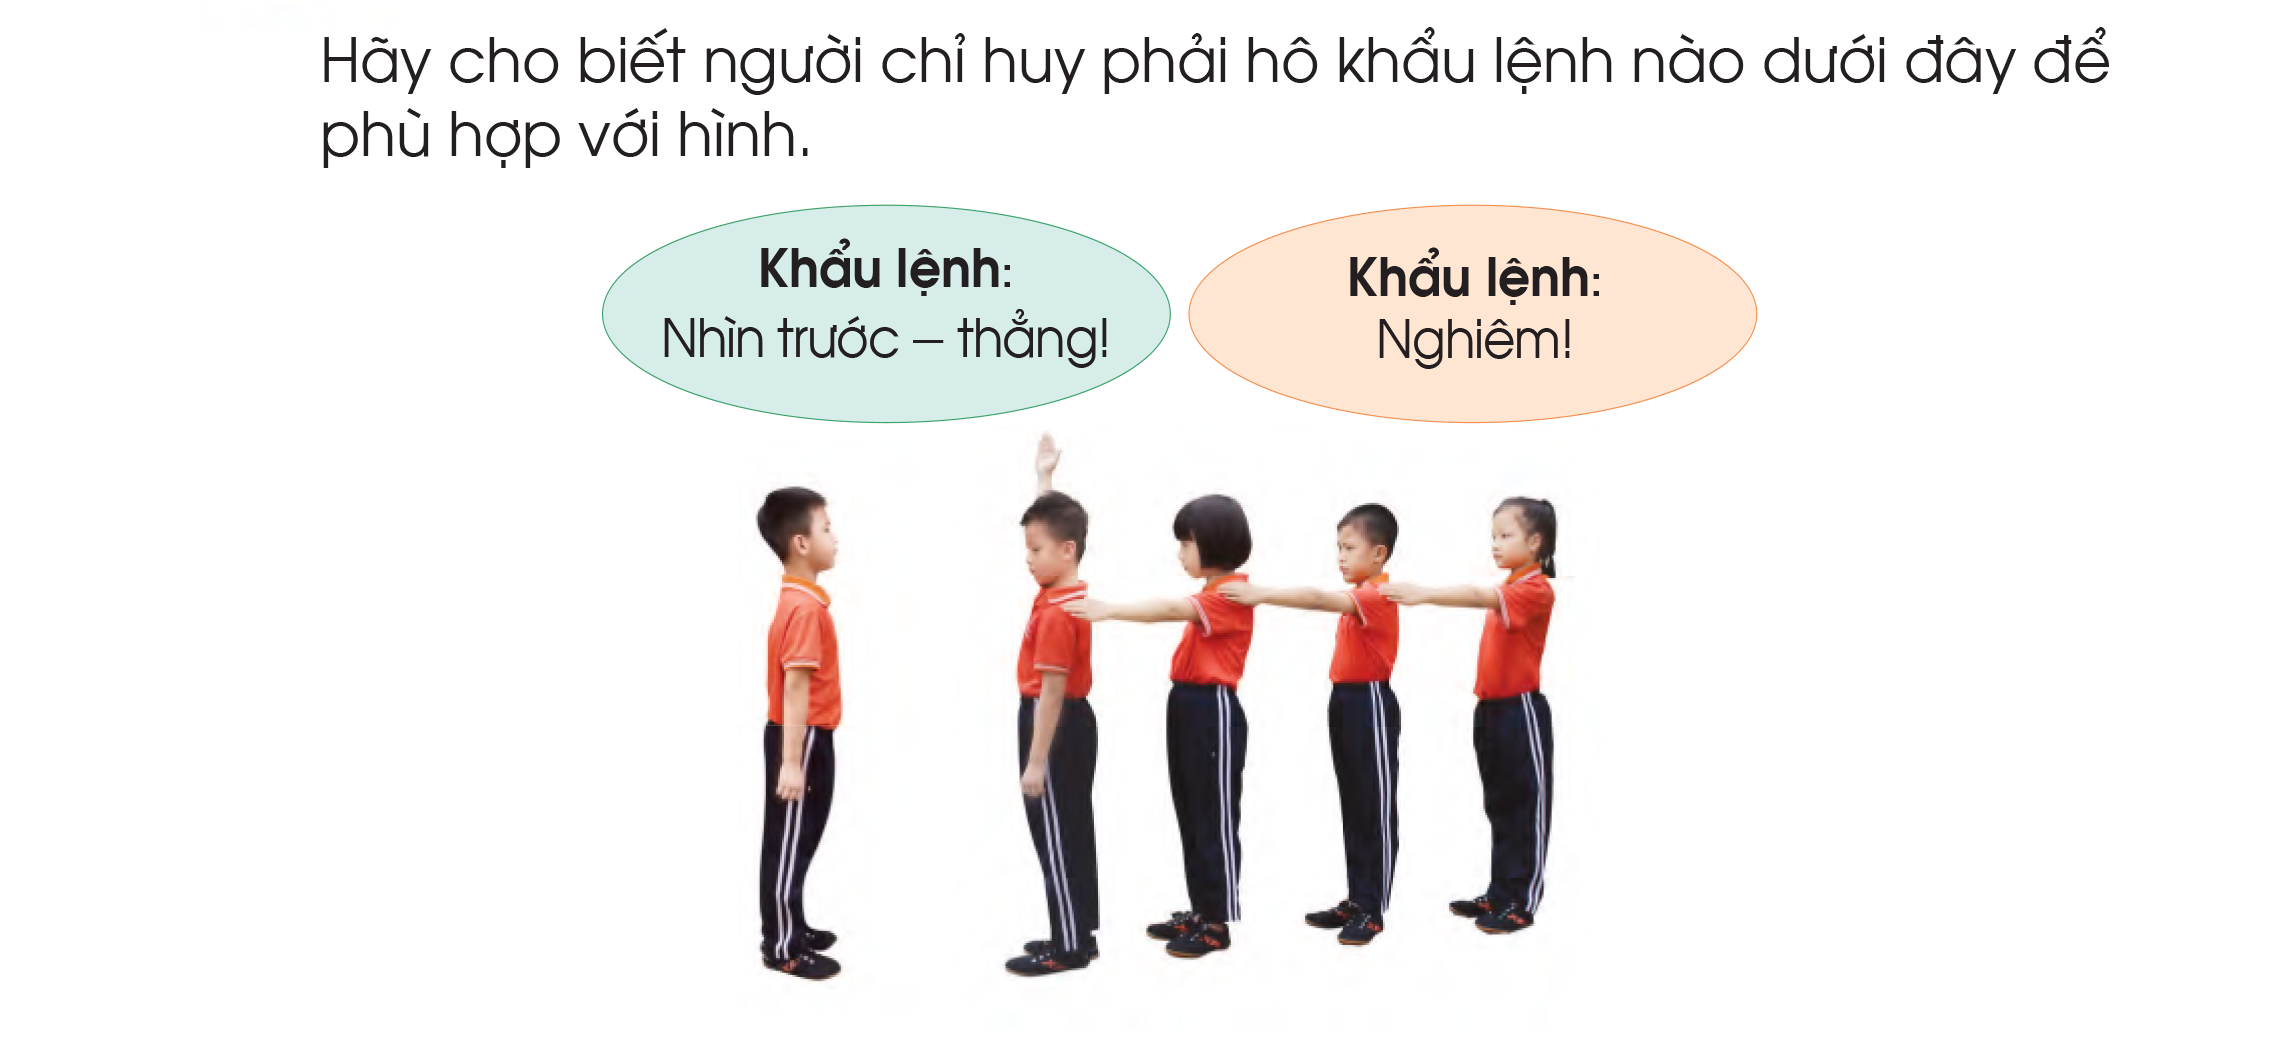 Hãy cho biết người chỉ huy phải hô khẩu lệnh nào dưới đây để
phù hợp với hình.
Khẩu lệnh:
Nhìn trước – thẳng!
Khẩu lệnh:
Nghiêm!